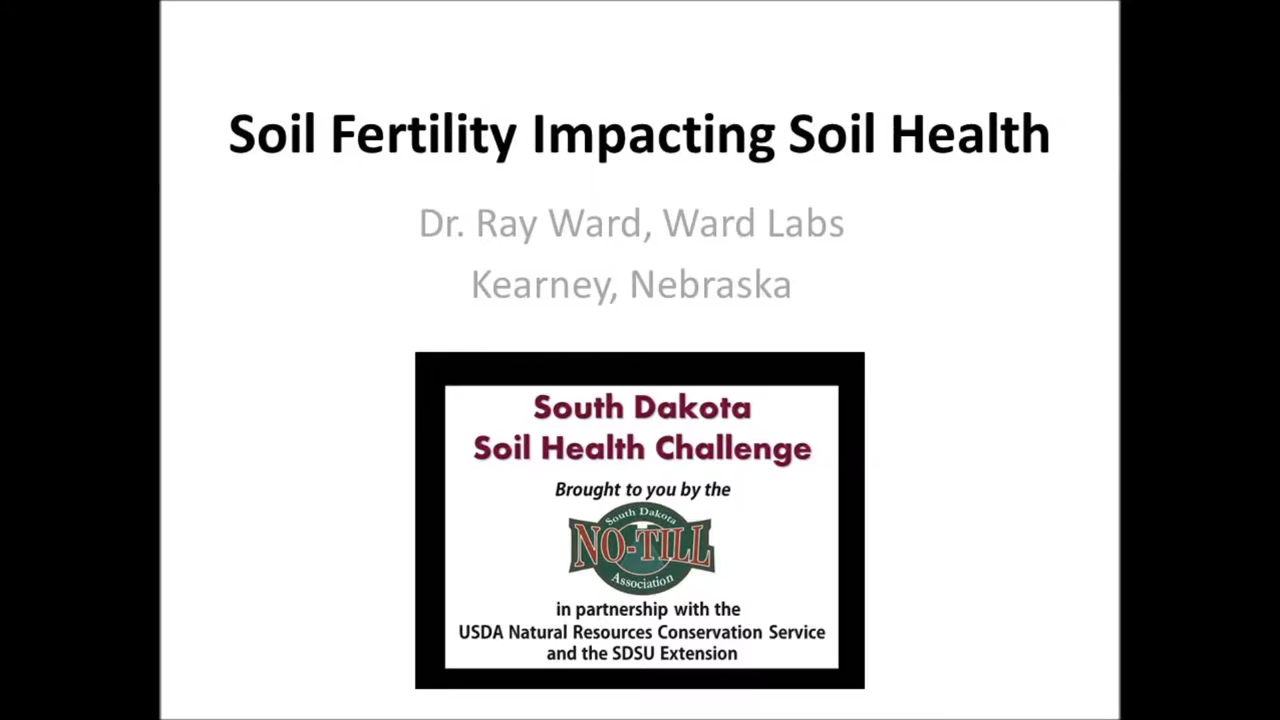 Soil Fertility Impacting Soil Health
Dr. Ray Ward, Ward Labs
Kearney, Nebraska
South Dakota
Soil Health Challenge
Brought to you by the
South Dakota
NO-TILL
Association
in partnership with the
USDA Natural Resources Conservation Service
and the SDSU Extension